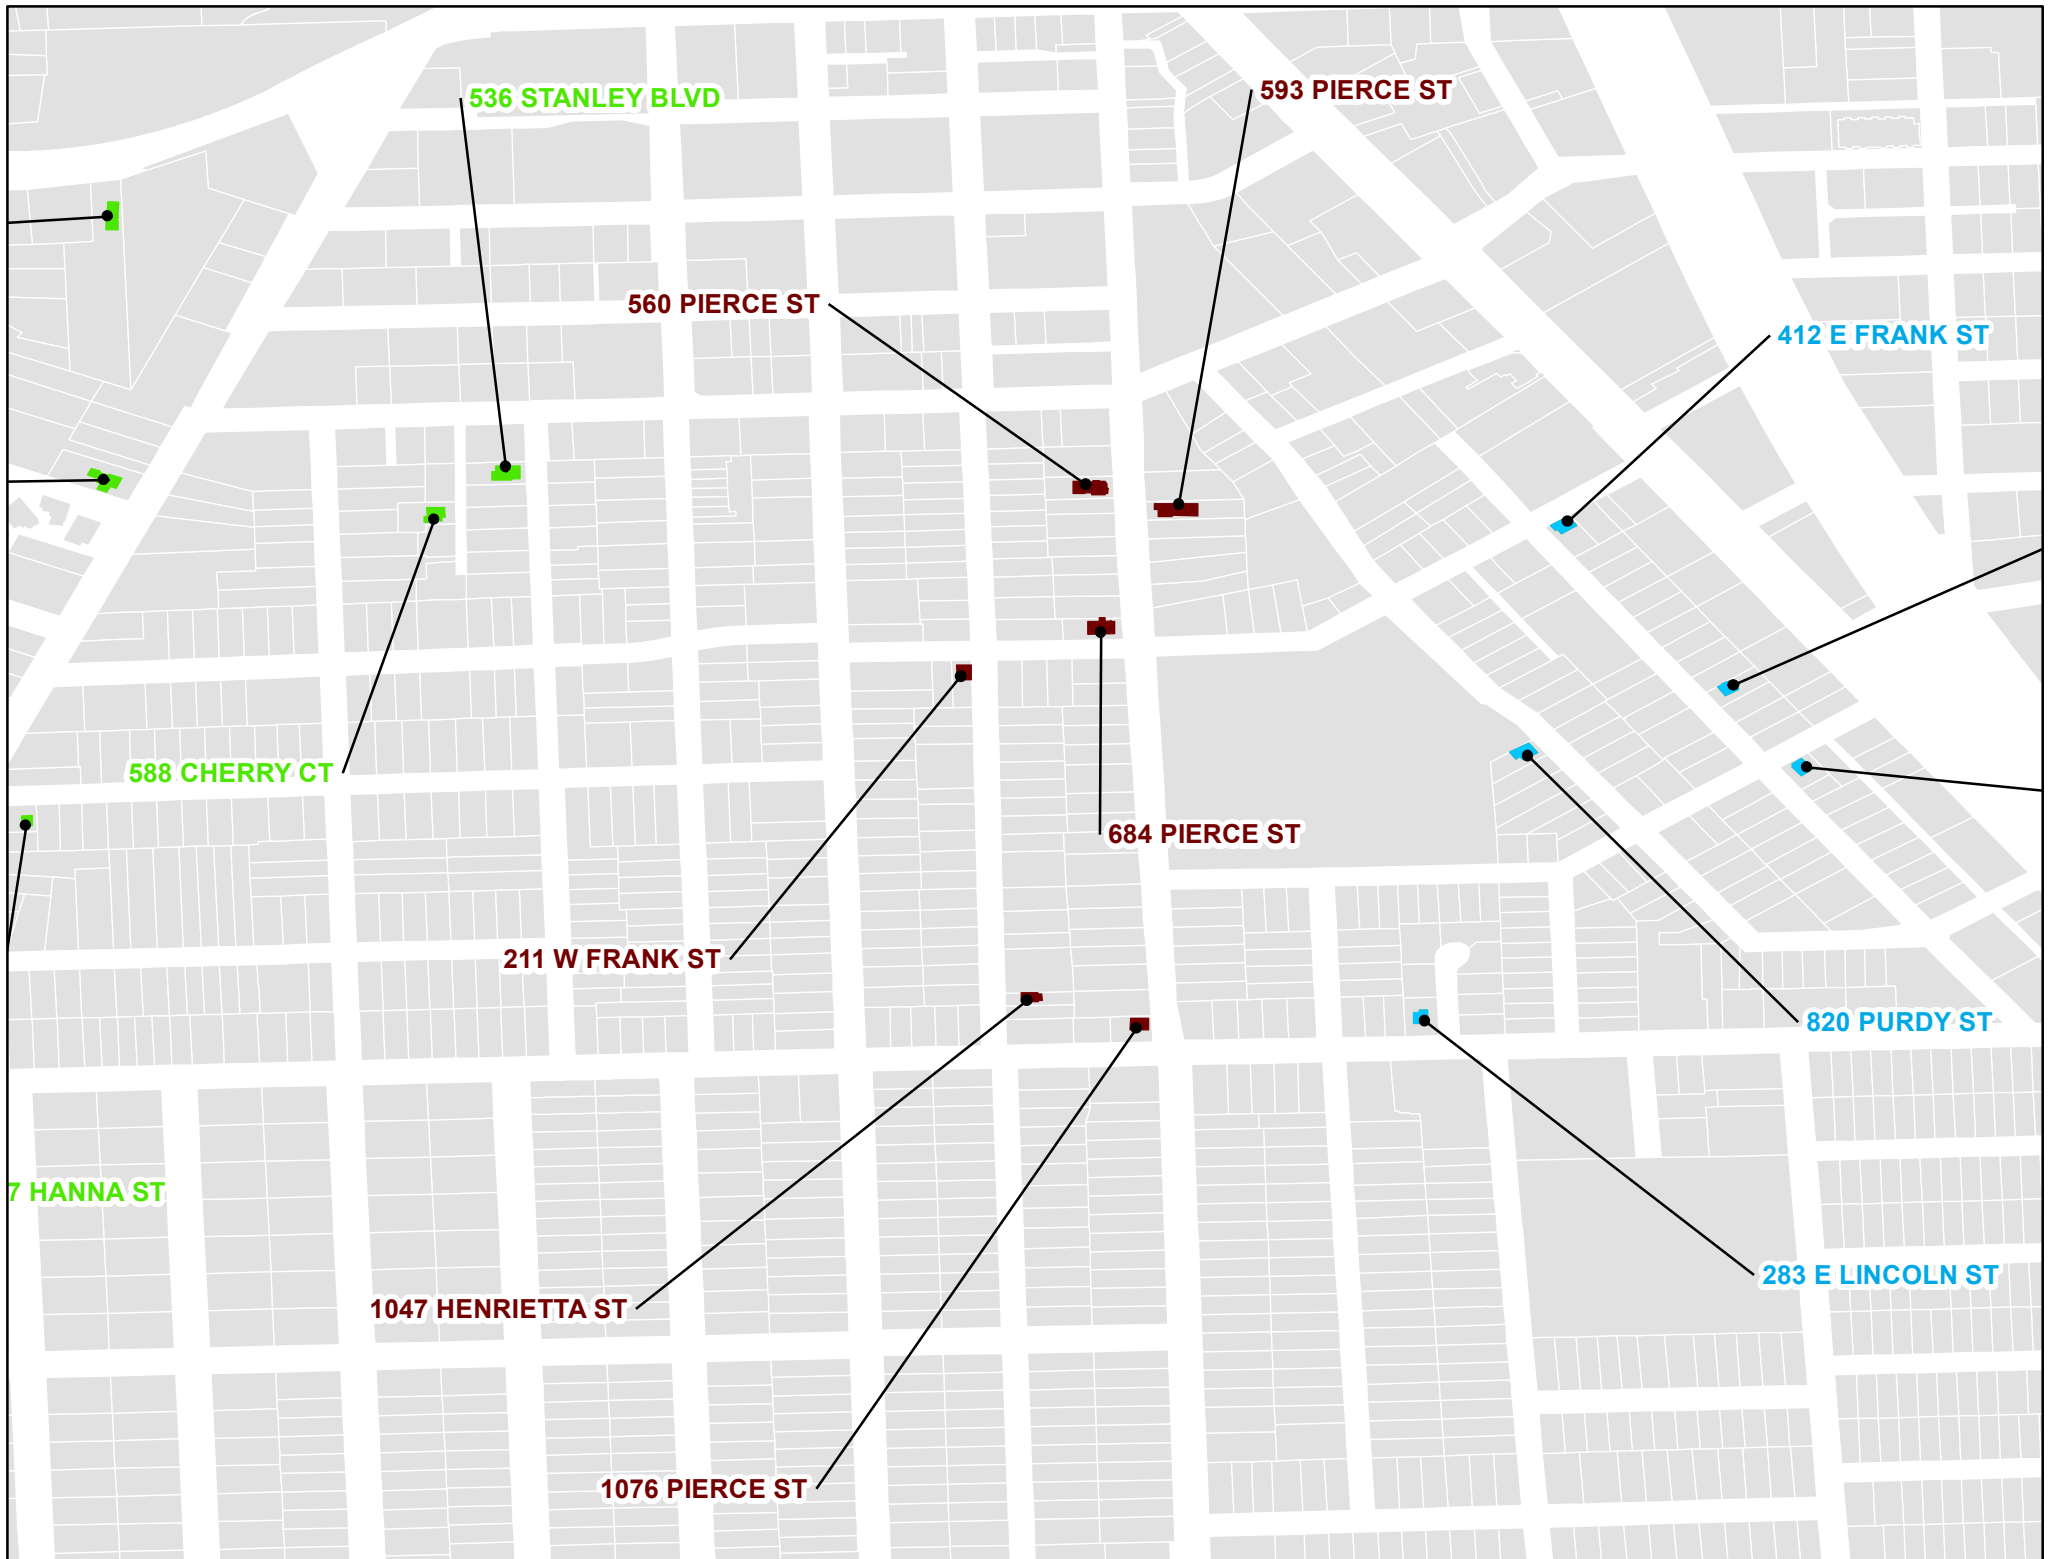 593 PIERCE ST
536 STANLEY BLVD
560 PIERCE ST
412 E FRANK ST
588 CHERRY CT
684 PIERCE ST
211 W FRANK ST
820 PURDY ST
7 HANNA ST
283 E LINCOLN ST
1047 HENRIETTA ST
1076 PIERCE ST